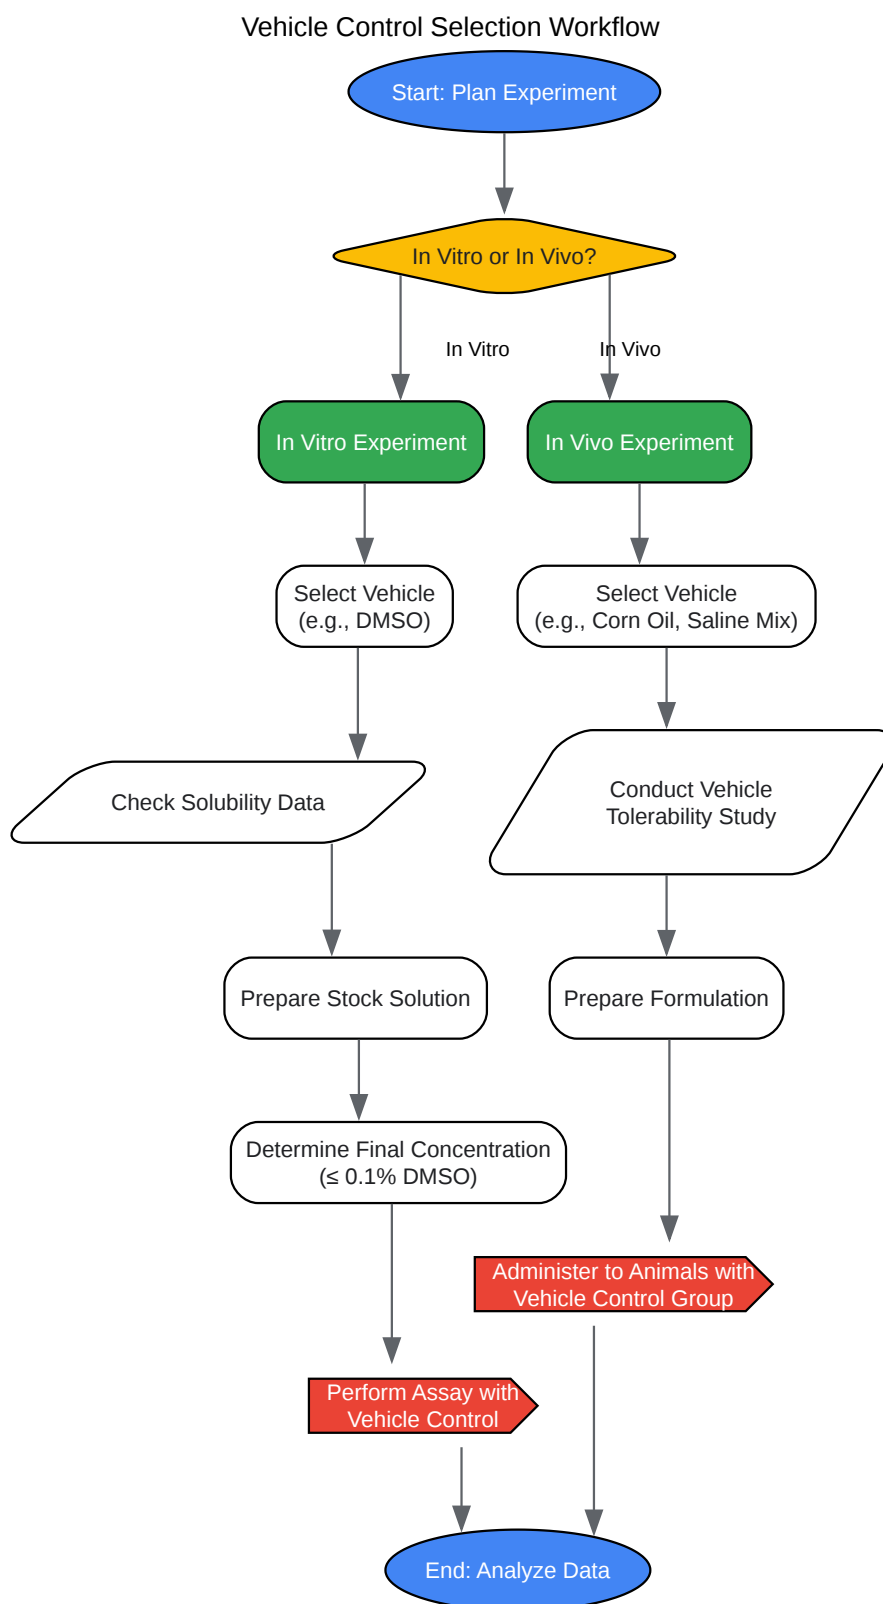 Vehicle Control Selection Workflow
Start: Plan Experiment
In Vitro or In Vivo?
In Vitro
In Vivo
In Vitro Experiment
In Vivo Experiment
Select Vehicle
(e.g., DMSO)
Select Vehicle
(e.g., Corn Oil, Saline Mix)
Check Solubility Data
Conduct Vehicle
Tolerability Study
Prepare Stock Solution
Prepare Formulation
Determine Final Concentration
(≤ 0.1% DMSO)
Administer to Animals with
Vehicle Control Group
Perform Assay with
Vehicle Control
End: Analyze Data